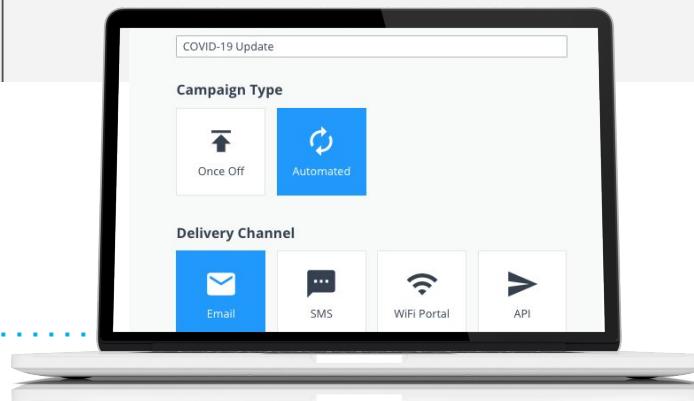 COVID-19 Update
Campaign Type
Once Off
Automated
Delivery Channel
Email
SMS
WiFi Portal
API